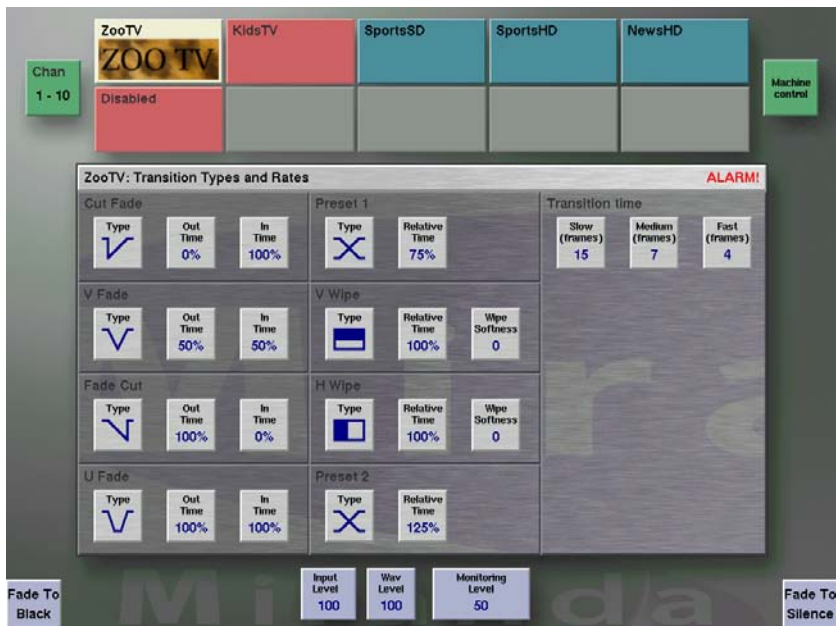 ZooTV
KidsTV
SportsSD
SportsHD
NewsHD
ZOO TV
Chan
1 - 10
Machine
control
Disabled
ZooTV: Transition Types and Rates
ALARM!
Cut Fade
Type
Out
Time
0%
In
Time
100%
Preset 1
Type
Relative
Time
75%
Transition time
Slow
(frames)
15
Medium
(frames)
7
Fast
(frames)
4
V Fade
Type
Out
Time
50%
In
Time
50%
V Wipe
Type
Relative
Time
100%
Wipe
Softness
0
Fade Cut
Type
Out
Time
100%
In
Time
0%
H Wipe
Type
Relative
Time
100%
Wipe
Softness
0
U Fade
Type
Out
Time
100%
In
Time
100%
Preset 2
Type
Relative
Time
125%
Fade To
Black
Input
Level
100
Wav
Level
100
Monitoring
Level
50
Fade To
Silence
Miranda